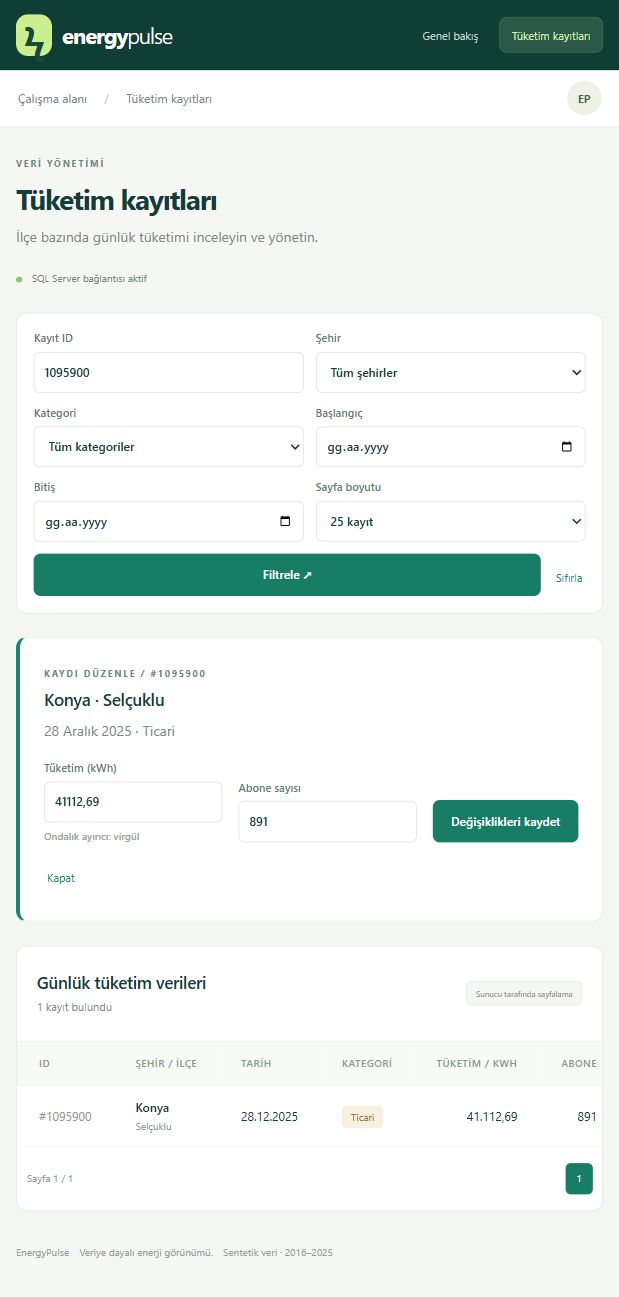 energypulse
Genel bakış
Tüketim kayıtları
Çalışma alanı / Tüketim kayıtları
EP
VERİ YÖNETİMİ
Tüketim kayıtları
İlçe bazında günlük tüketimi inceleyin ve yönetin.
SQL Server bağlantısı aktif
Kayıt ID
Şehir
1095900
Tüm şehirler
Kategori
Başlangıç
Tüm kategoriler
gg.aa.yyyy
Bitiş
Sayfa boyutu
gg.aa.yyyy
25 kayıt
Filtrele ↗
Sıfırla
KAYDI DÜZENLE / #1095900
Konya · Selçuklu
28 Aralık 2025 · Ticari
Tüketim (kWh)
Abone sayısı
41112,69
891
Değişiklikleri kaydet
Ondalık ayırıcı: virgül
Kapat
Günlük tüketim verileri
1 kayıt bulundu
Sunucu tarafında sayfalama
ID ŞEHİR / İLÇE TARİH KATEGORİ TÜKETİM / KWH ABONE
#1095900 Konya 28.12.2025 Ticari 41.112,69 891
Selçuklu
Sayfa 1 / 1
1
EnergyPulse Veriye dayalı enerji görünümü. Sentetik veri · 2016–2025